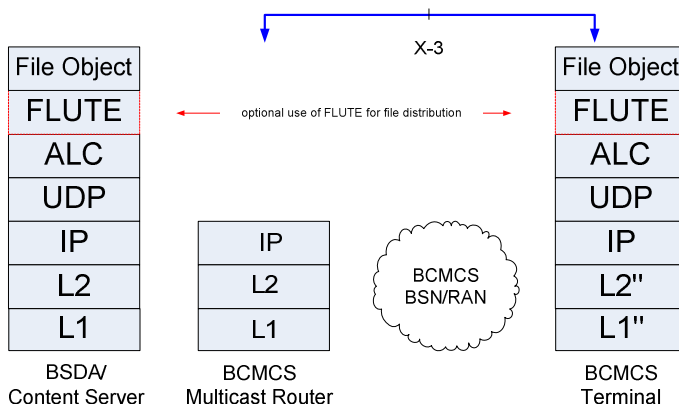 X-3
File Object
FLUTE
ALC
UDP
IP
L2
L1
BSDA/
Content Server
optional use of FLUTE for file distribution
IP
L2
L1
BCMCS
Multicast Router
BCMCS
BSN/RAN
File Object
FLUTE
ALC
UDP
IP
L2"
L1"
BCMCS
Terminal